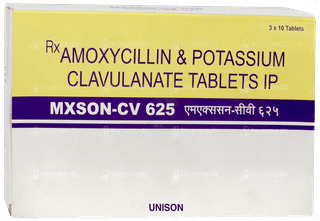 3 x 10 Tablets
Rx AMOXYCILLIN & POTASSIUM
CLAVULANATE TABLETS IP
MXSON-CV 625 एमएक्ससन-सीवी ६२५
UNISON